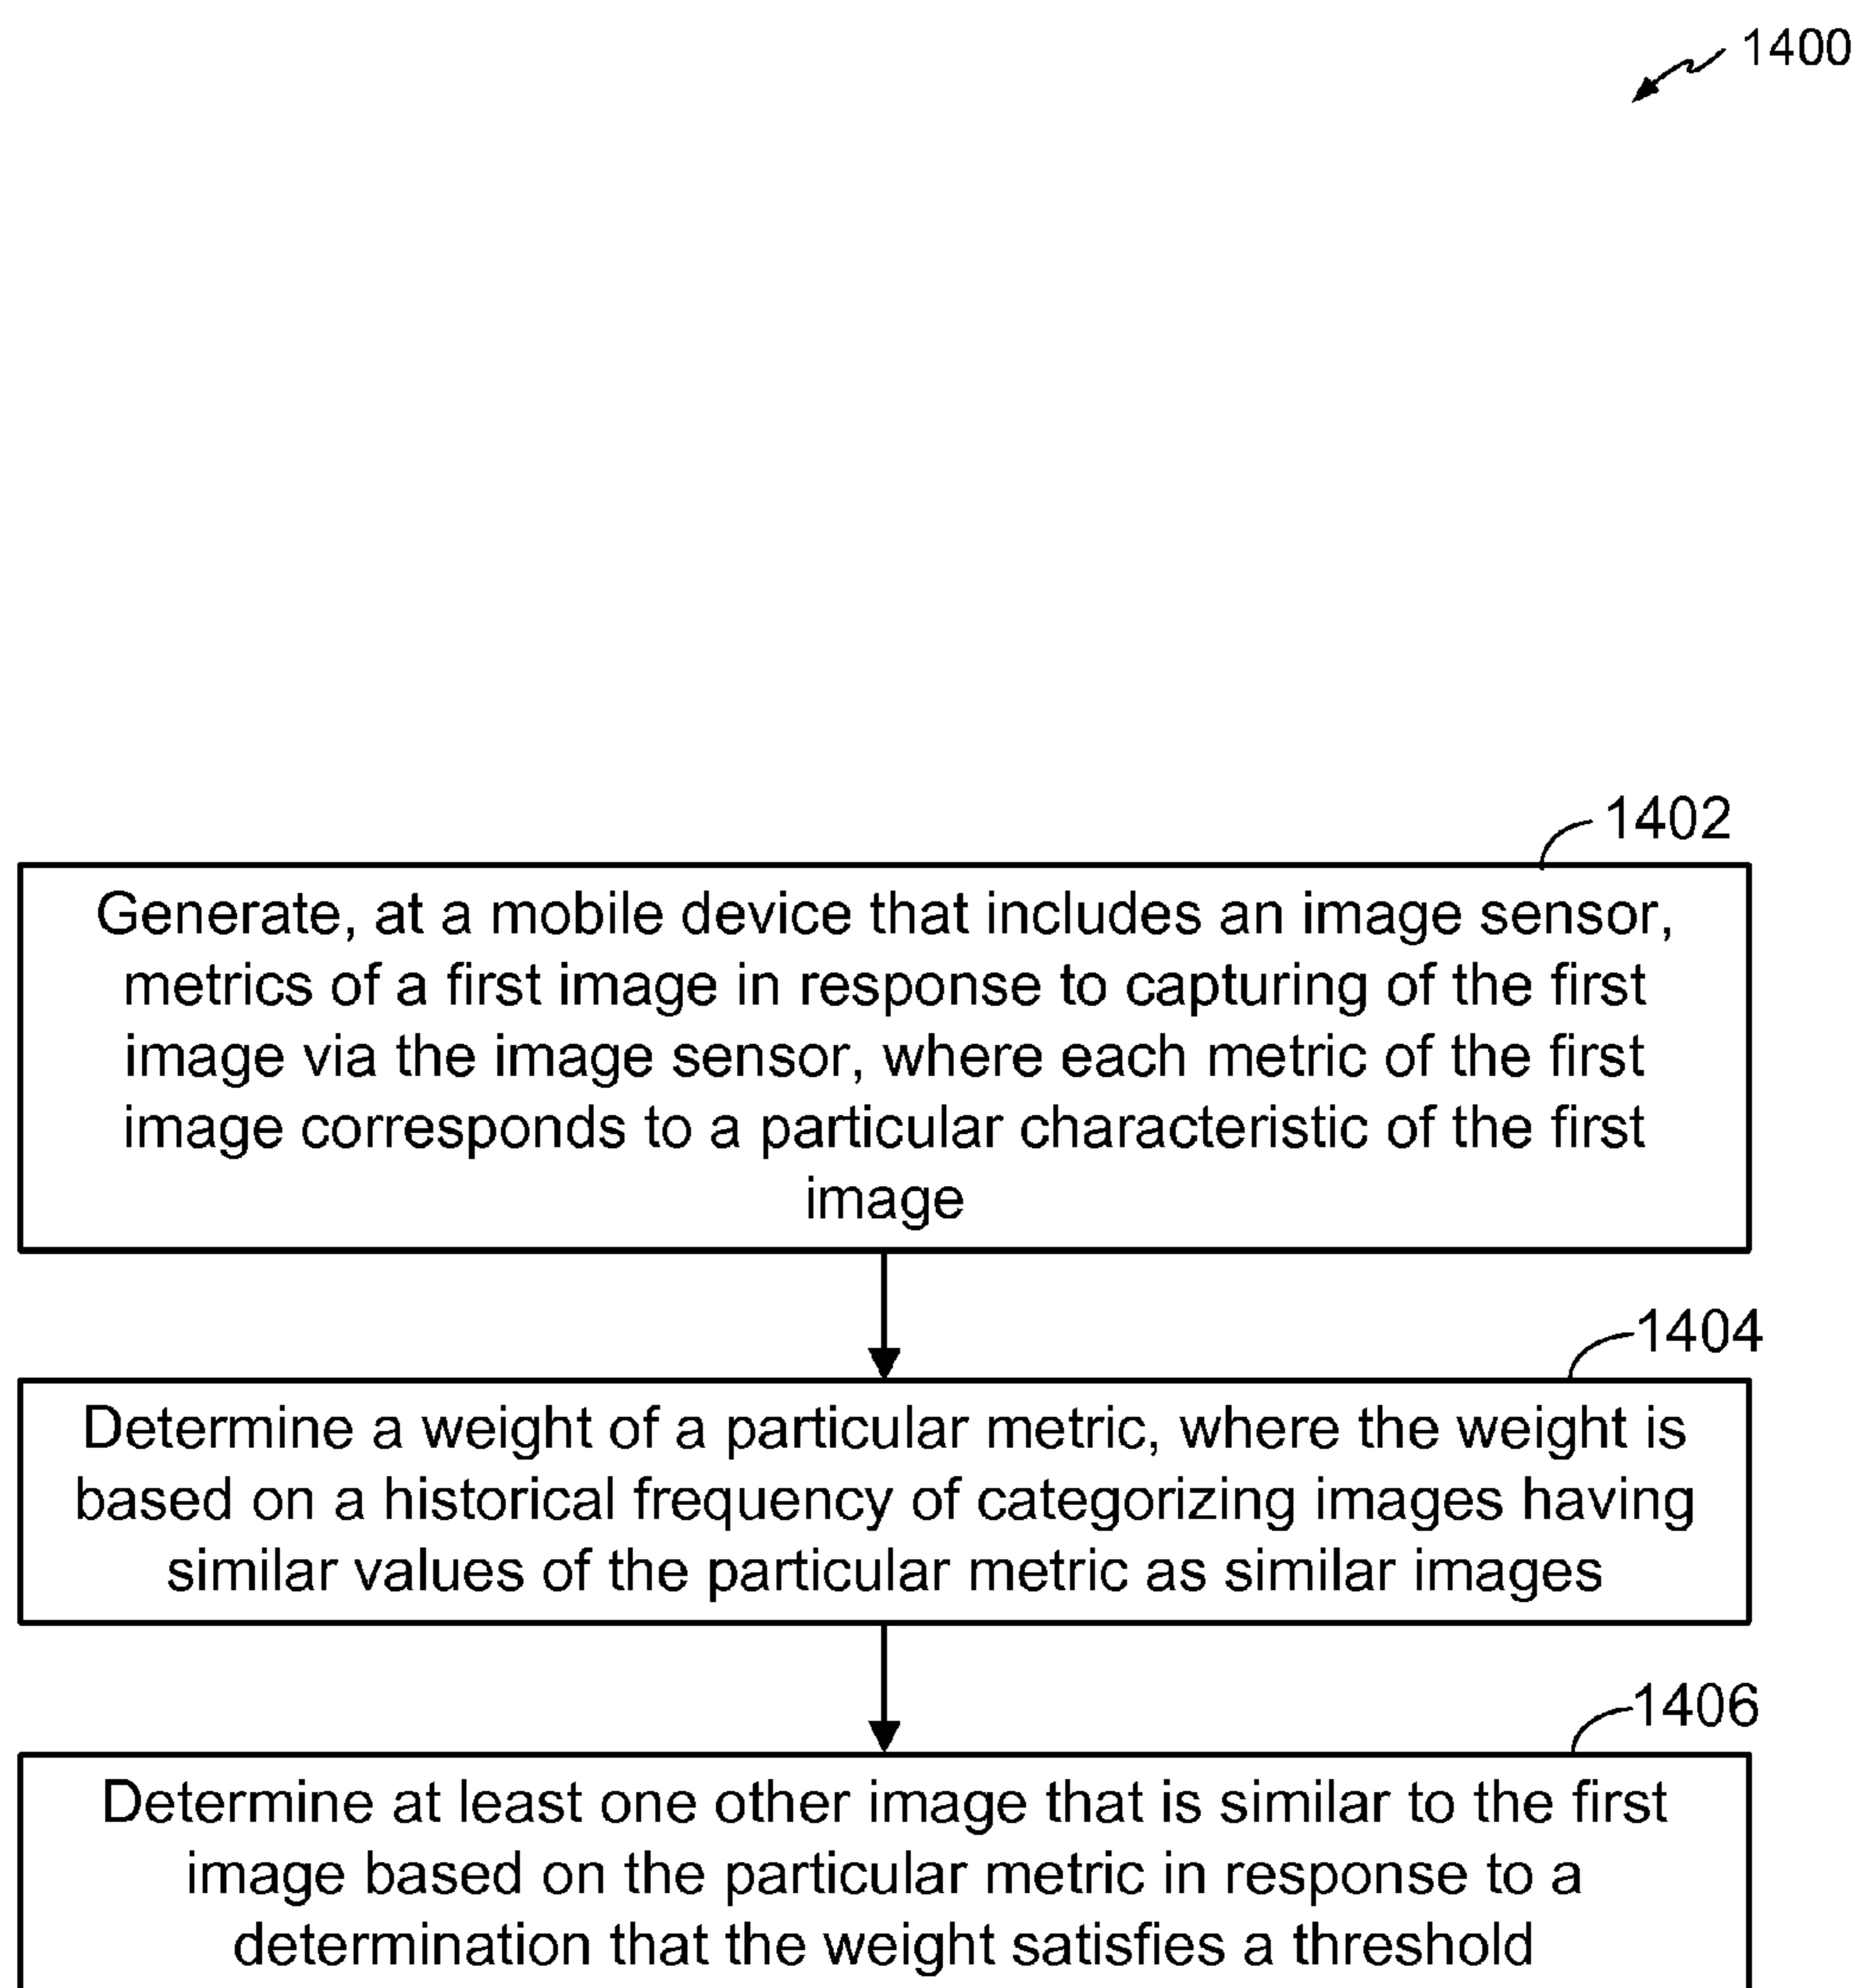 1400
1402
Generate, at a mobile device that includes an image sensor,
metrics of a first image in response to capturing of the first
image via the image sensor, where each metric of the first
image corresponds to a particular characteristic of the first
image
1404
Determine a weight of a particular metric, where the weight is
based on a historical frequency of categorizing images having
similar values of the particular metric as similar images
1406
Determine at least one other image that is similar to the first
image based on the particular metric in response to a
determination that the weight satisfies a threshold